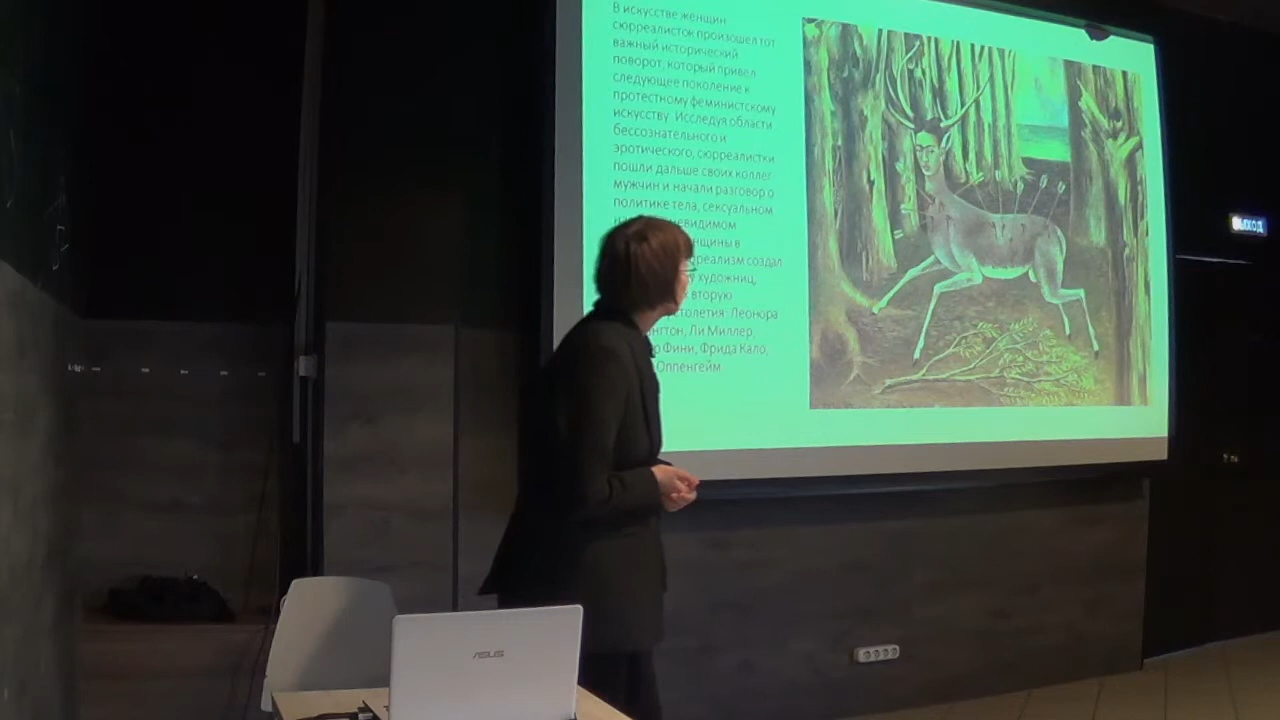 В искусстве женщин
сюрреалисток произошел тот
важный исторический
поворот, который привел
следующее поколение к
протестному феминистскому
искусству. Исследуя области
бессознательного и
эротического, сюрреалистки
пошли дальше своих коллег-
мужчин и начали разговор о
политике тела, сексуальном
невидимом
нщины в
рреализм создал
у художниц,
вторую
столетия: Леонора
нгтон, Ли Миллер,
р Фини, Фрида Кало,
Оппенгейм
ВЫХОД
ASUS